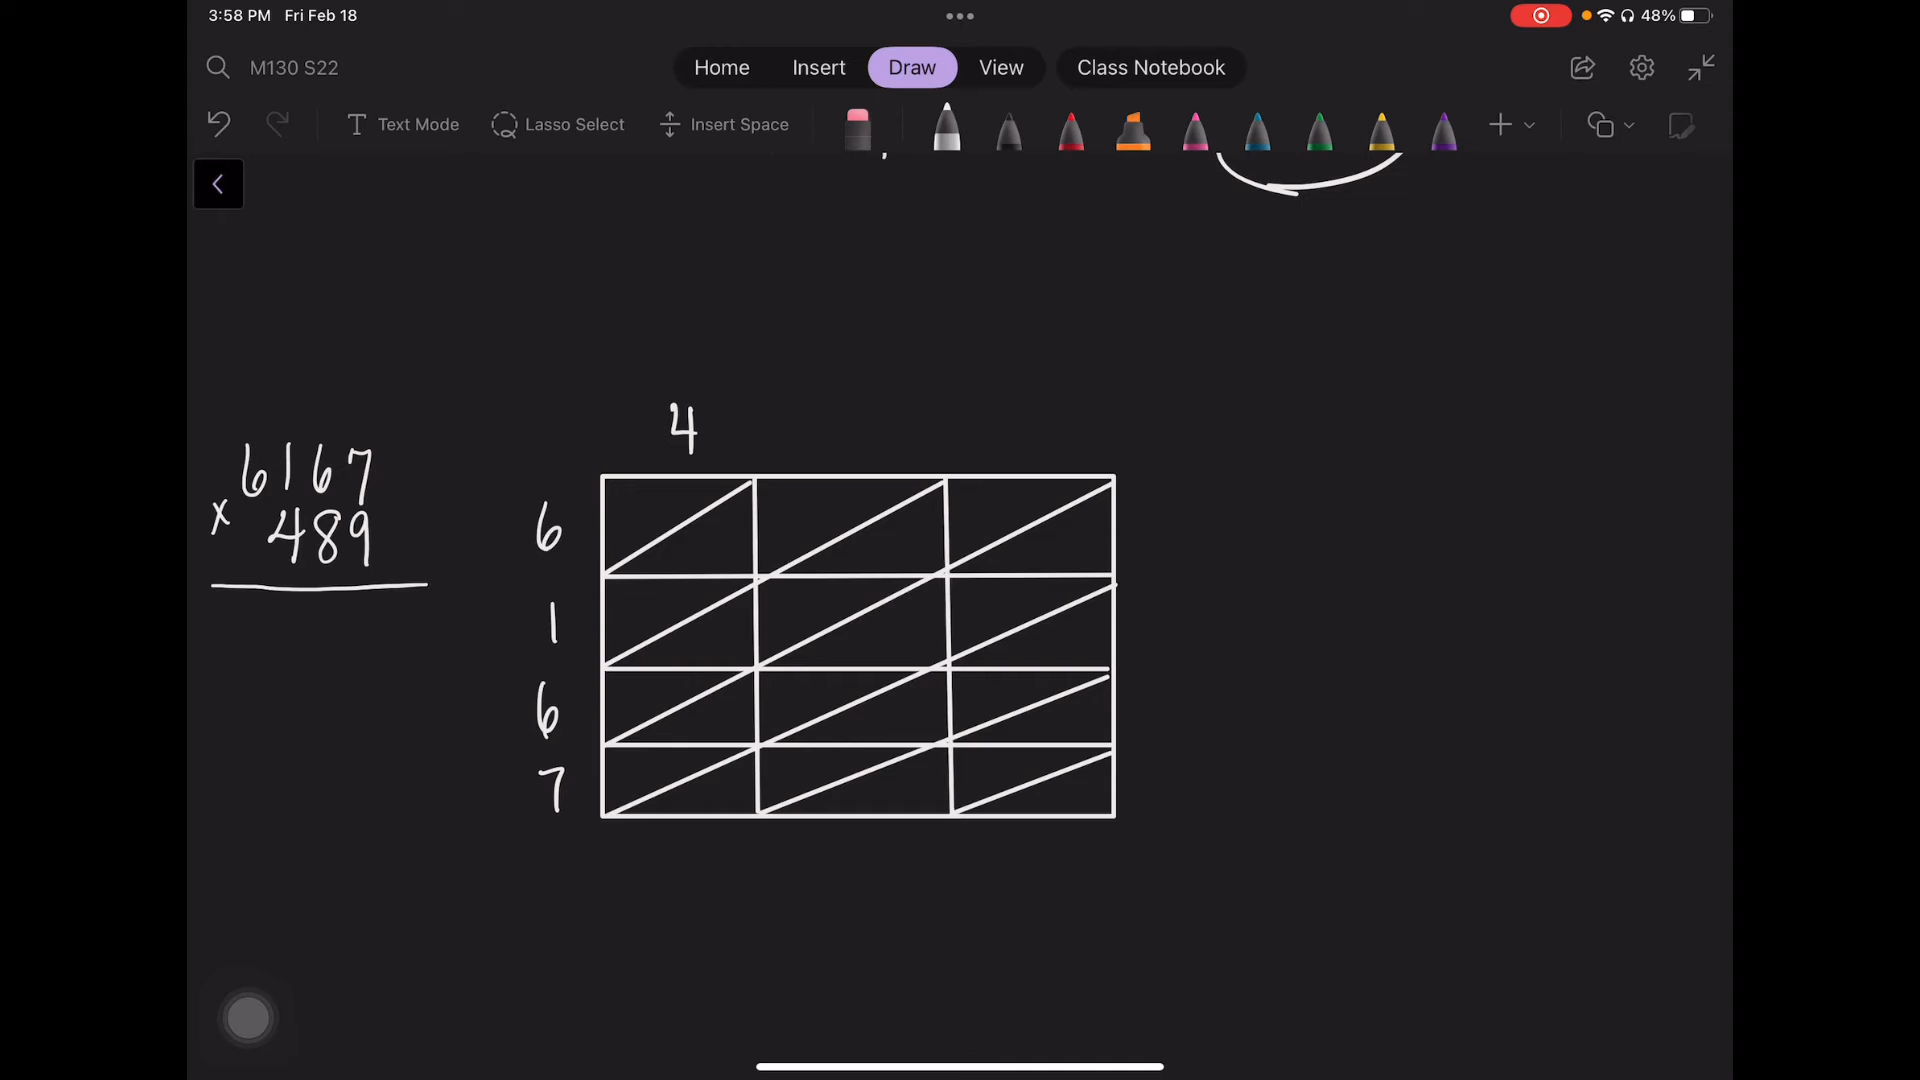 3:58 PM Fri Feb 18
48%
M130 S22
Home Insert Draw View Class Notebook
T Text Mode Lasso Select Insert Space
4
6167
x 489
6
1
6
7